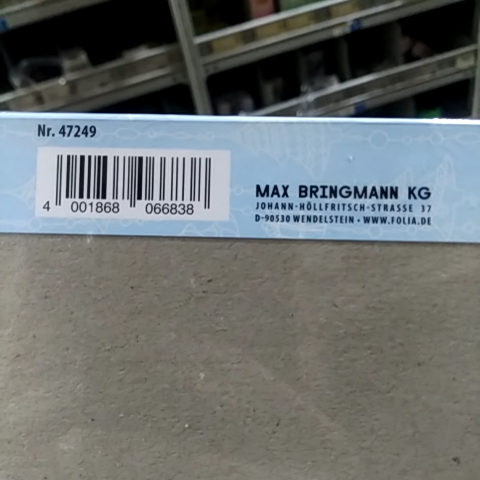 Nr. 47249
4 001868 066838
MAX BRINGMANN KG
JOHANN-HÖLLFRITSCH-STRASSE 37
D-90530 WENDELSTEIN • WWW.FOLIA.DE